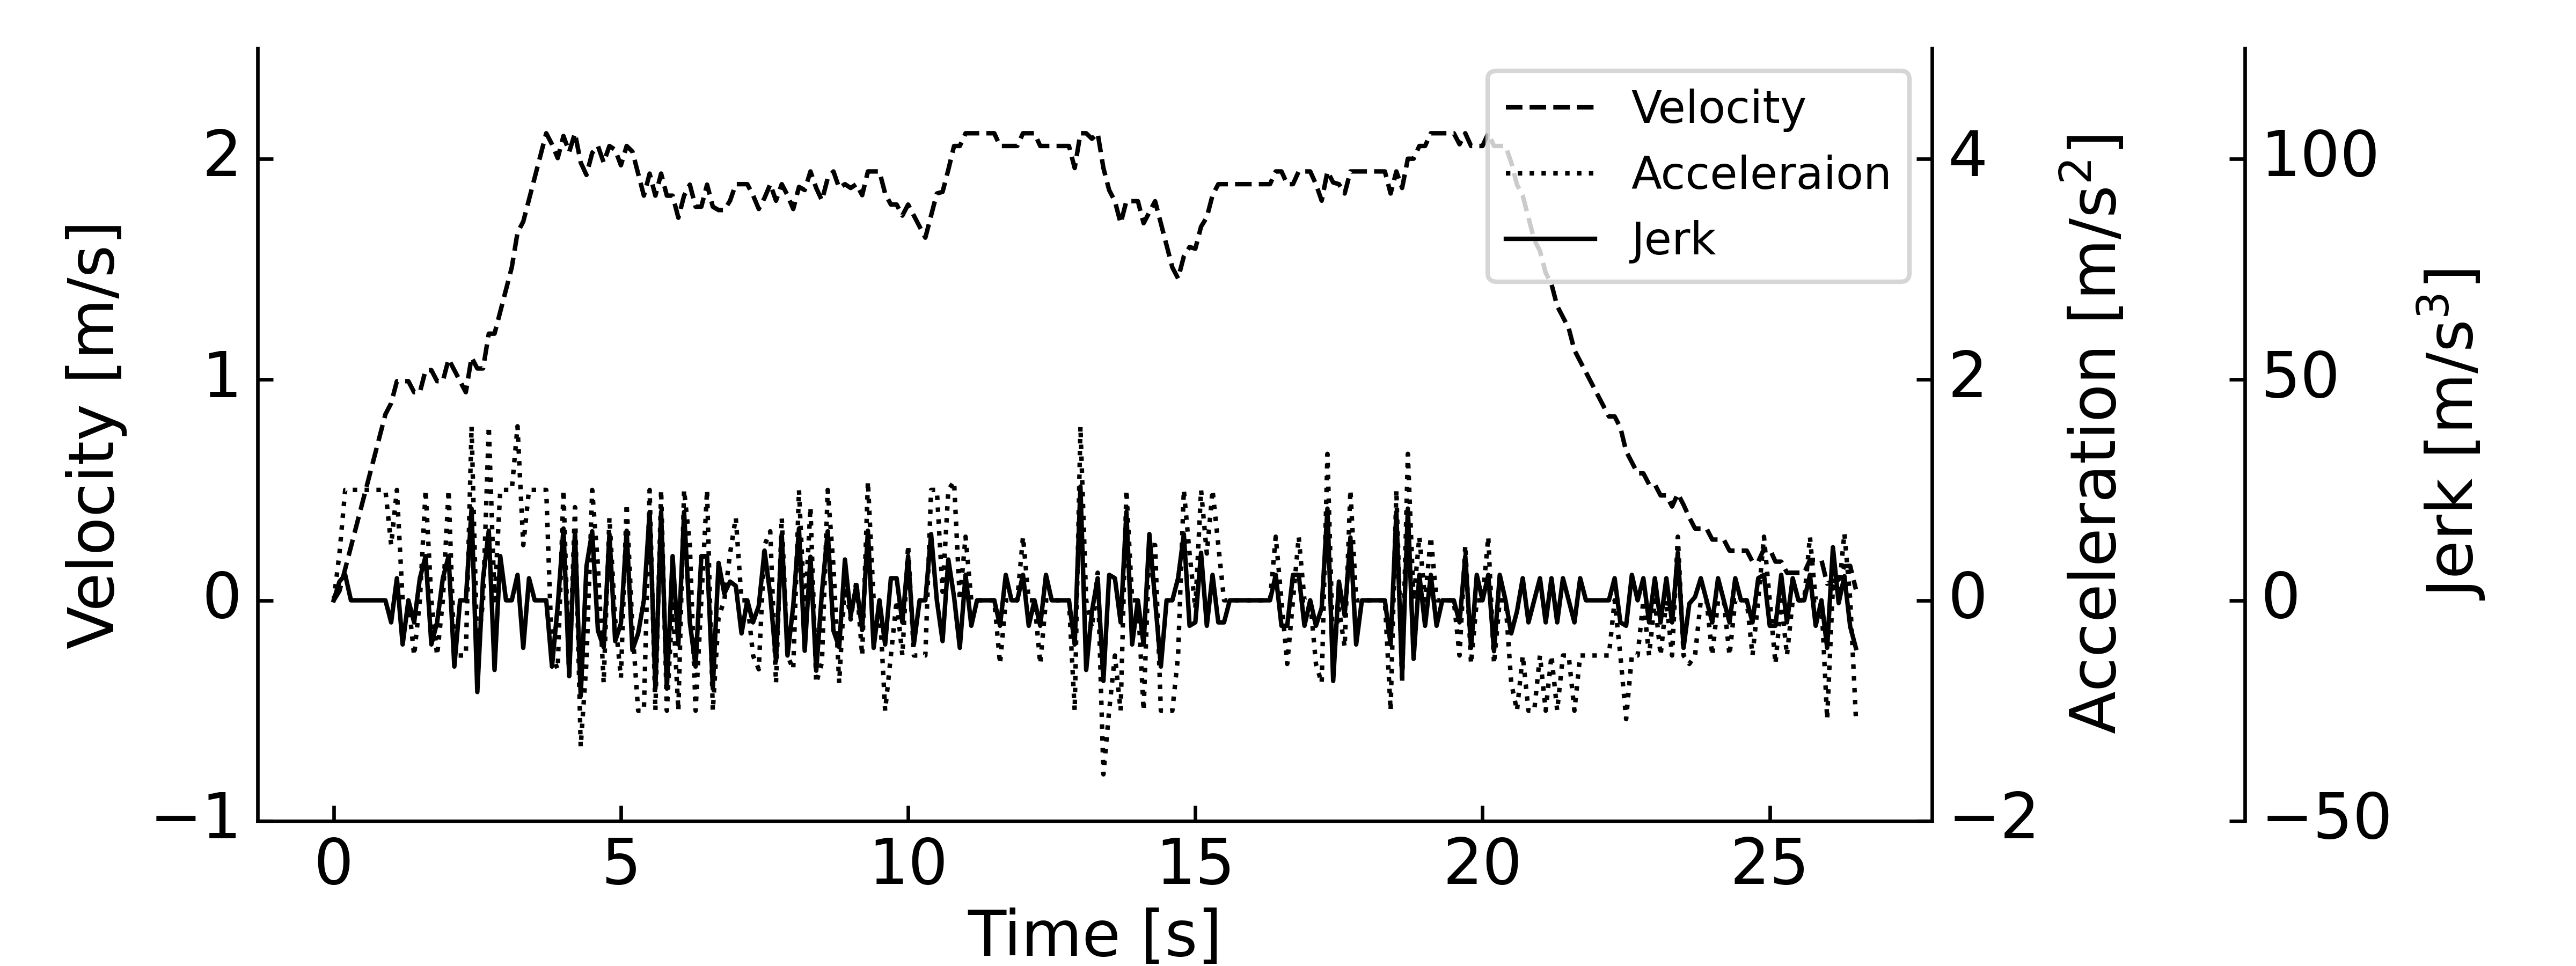 Velocity [m/s]
2
1
0
−1
0 5 10 15 20 25
Time [s]
Velocity
Acceleraion
Jerk
4
2
0
−2
Acceleration [m/s²]
100
50
0
−50
Jerk [m/s³]